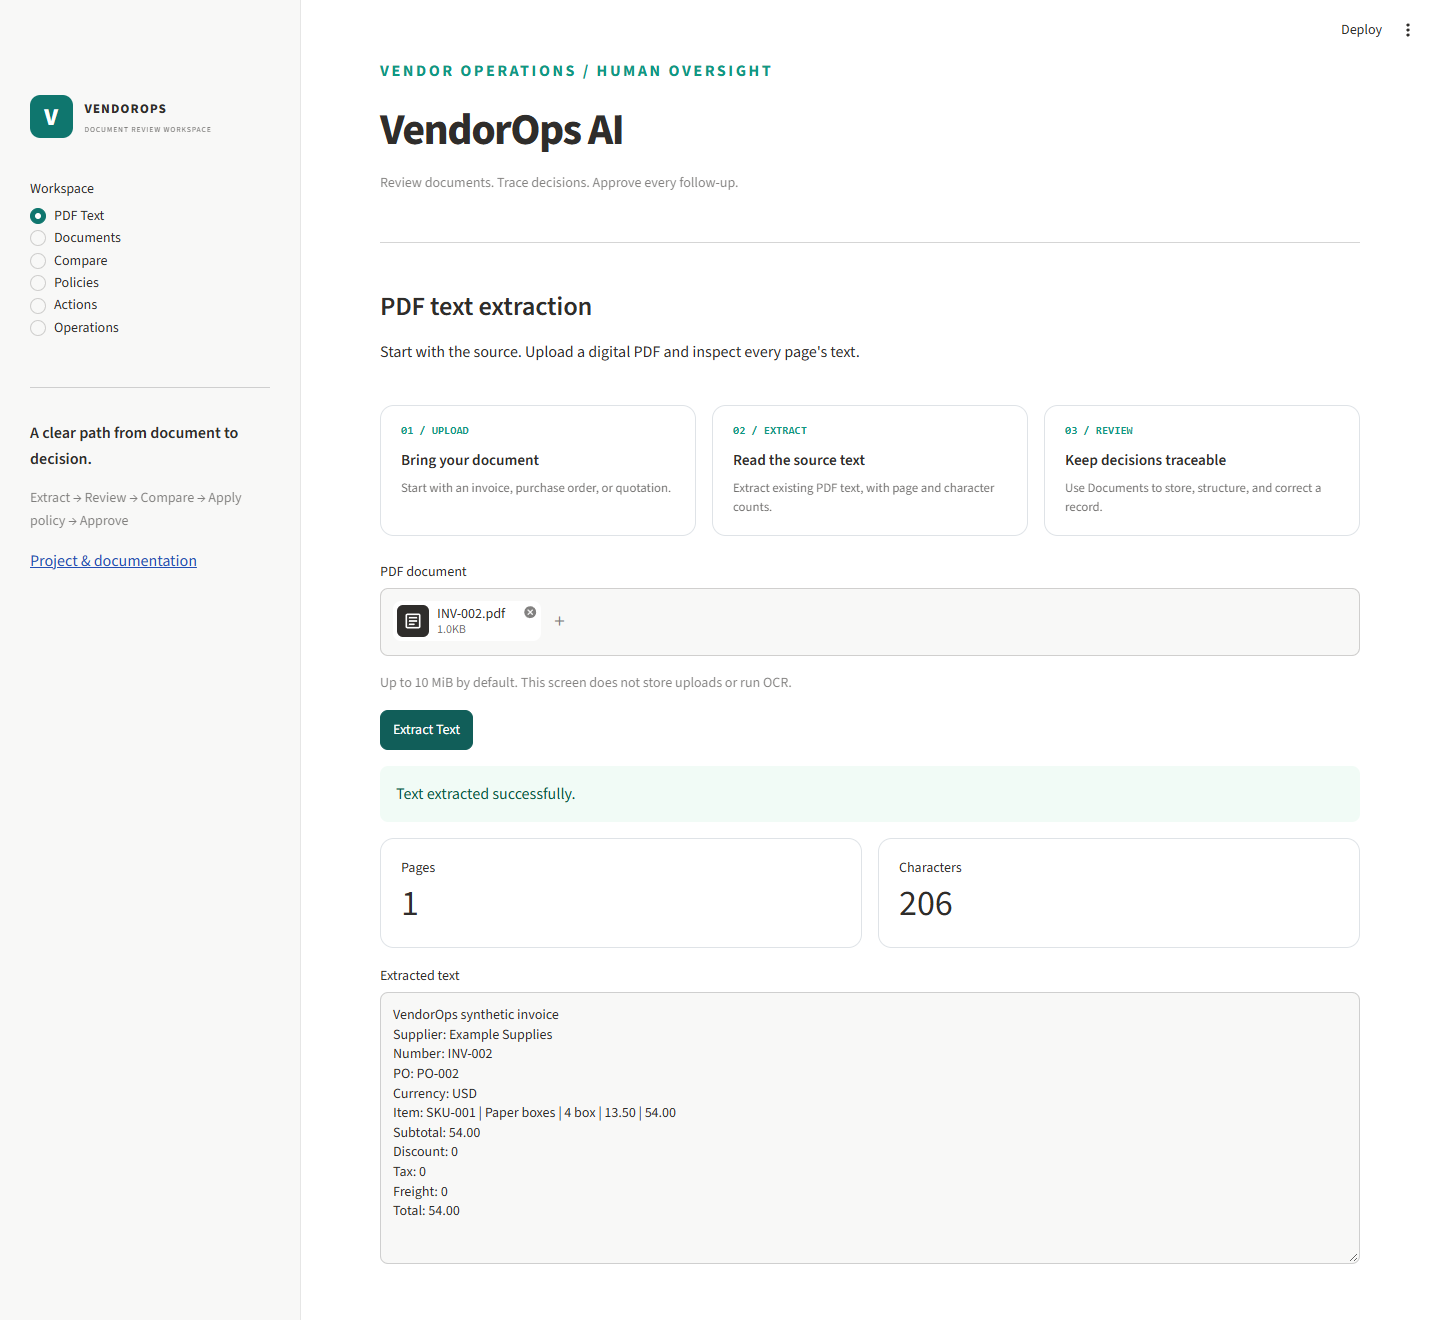 Deploy
V
VENDOROPS
DOCUMENT REVIEW WORKSPACE
Workspace
PDF Text
Documents
Compare
Policies
Actions
Operations
A clear path from document to
decision.
Extract → Review → Compare → Apply
policy → Approve
Project & documentation
VENDOR OPERATIONS / HUMAN OVERSIGHT
VendorOps AI
Review documents. Trace decisions. Approve every follow-up.
PDF text extraction
Start with the source. Upload a digital PDF and inspect every page's text.
01 / UPLOAD
Bring your document
Start with an invoice, purchase order, or quotation.
02 / EXTRACT
Read the source text
Extract existing PDF text, with page and character
counts.
03 / REVIEW
Keep decisions traceable
Use Documents to store, structure, and correct a
record.
PDF document
INV-002.pdf
1.0KB
Up to 10 MiB by default. This screen does not store uploads or run OCR.
Extract Text
Text extracted successfully.
Pages
1
Characters
206
Extracted text
VendorOps synthetic invoice
Supplier: Example Supplies
Number: INV-002
PO: PO-002
Currency: USD
Item: SKU-001 | Paper boxes | 4 box | 13.50 | 54.00
Subtotal: 54.00
Discount: 0
Tax: 0
Freight: 0
Total: 54.00